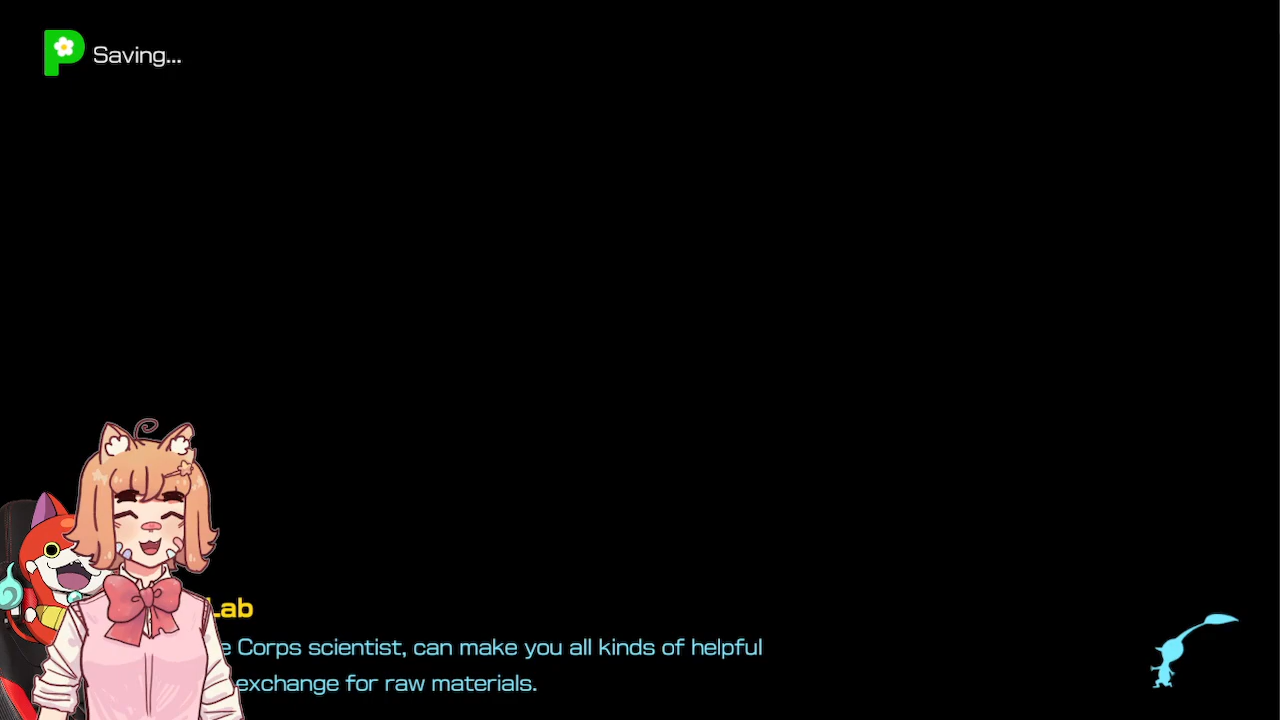 P Saving...
Lab
Corps scientist, can make you all kinds of helpful
exchange for raw materials.